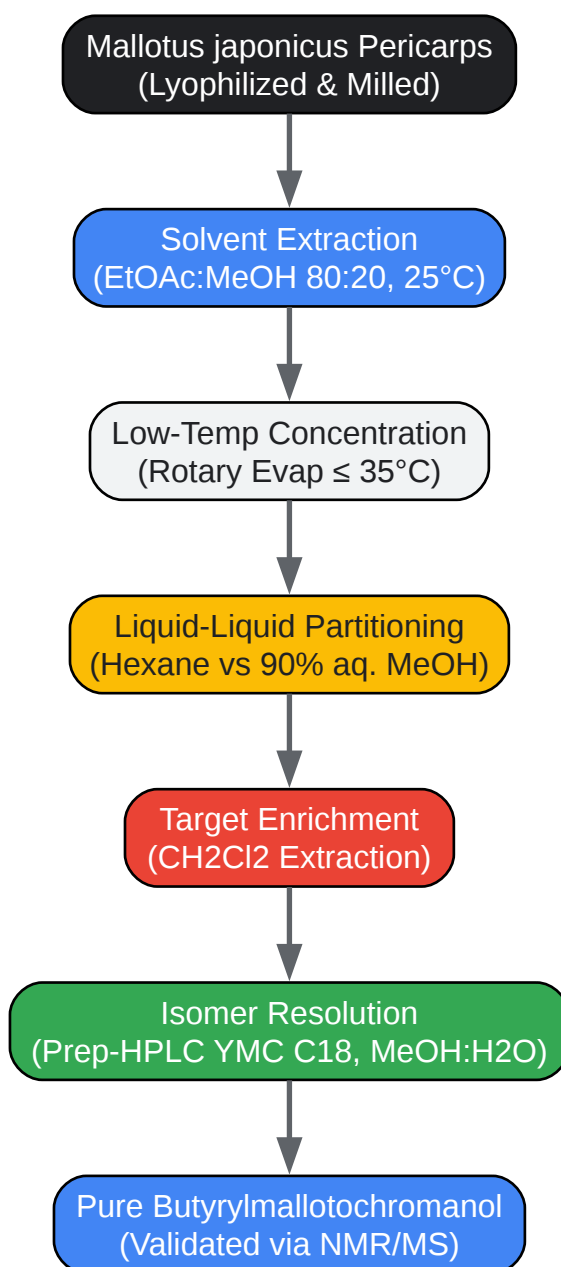 Mallotus japonicus Pericarps
(Lyophilized & Milled)
Solvent Extraction
(EtOAc:MeOH 80:20, 25°C)
Low-Temp Concentration
(Rotary Evap ≤ 35°C)
Liquid-Liquid Partitioning
(Hexane vs 90% aq. MeOH)
Target Enrichment
(CH2Cl2 Extraction)
Isomer Resolution
(Prep-HPLC YMC C18, MeOH:H2O)
Pure Butyrylmallotochromanol
(Validated via NMR/MS)